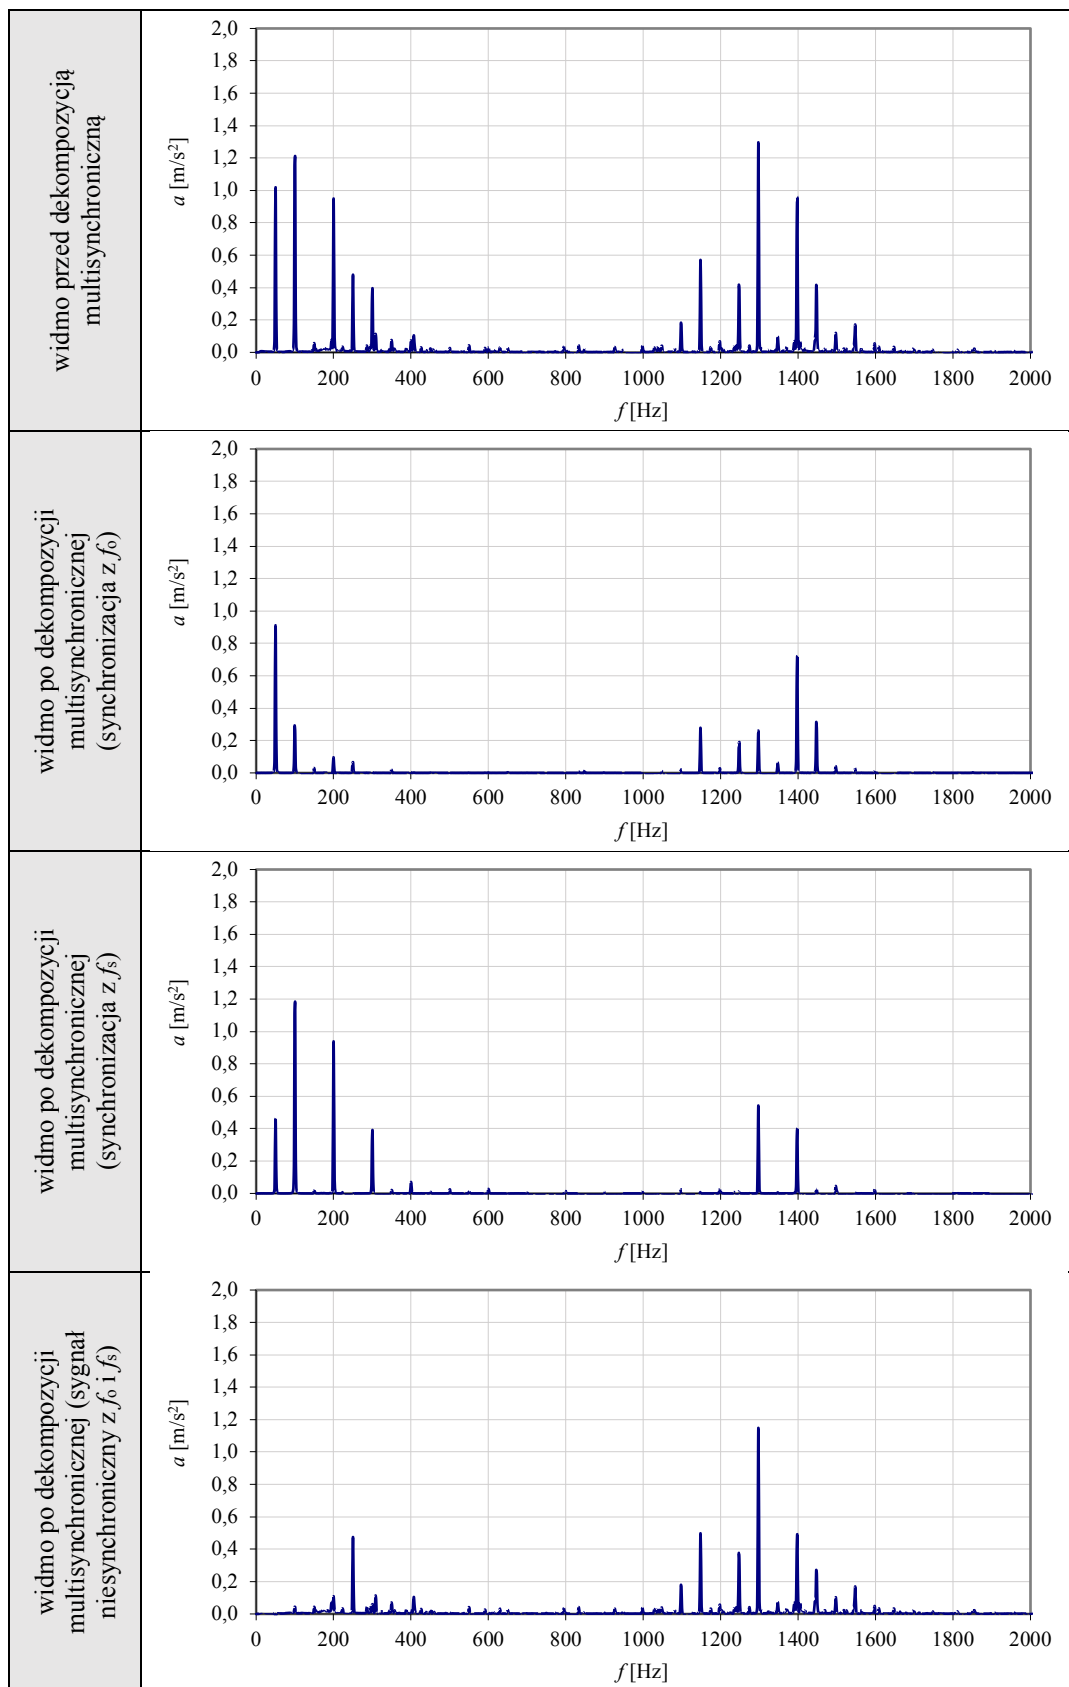 widmo przed dekompozycją
multisynchroniczną
2,0
1,8
1,6
1,4
1,2
1,0
0,8
0,6
0,4
0,2
0,0
a [m/s²]
0 200 400 600 800 1000 1200 1400 1600 1800 2000
f [Hz]
widmo po dekompozycji
multisynchronicznej
(synchronizacja z fo)
2,0
1,8
1,6
1,4
1,2
1,0
0,8
0,6
0,4
0,2
0,0
a [m/s²]
0 200 400 600 800 1000 1200 1400 1600 1800 2000
f [Hz]
widmo po dekompozycji
multisynchronicznej
(synchronizacja z fs)
2,0
1,8
1,6
1,4
1,2
1,0
0,8
0,6
0,4
0,2
0,0
a [m/s²]
0 200 400 600 800 1000 1200 1400 1600 1800 2000
f [Hz]
widmo po dekompozycji
multisynchronicznej (sygnał
niesynchroniczny z fo i fs)
2,0
1,8
1,6
1,4
1,2
1,0
0,8
0,6
0,4
0,2
0,0
a [m/s²]
0 200 400 600 800 1000 1200 1400 1600 1800 2000
f [Hz]